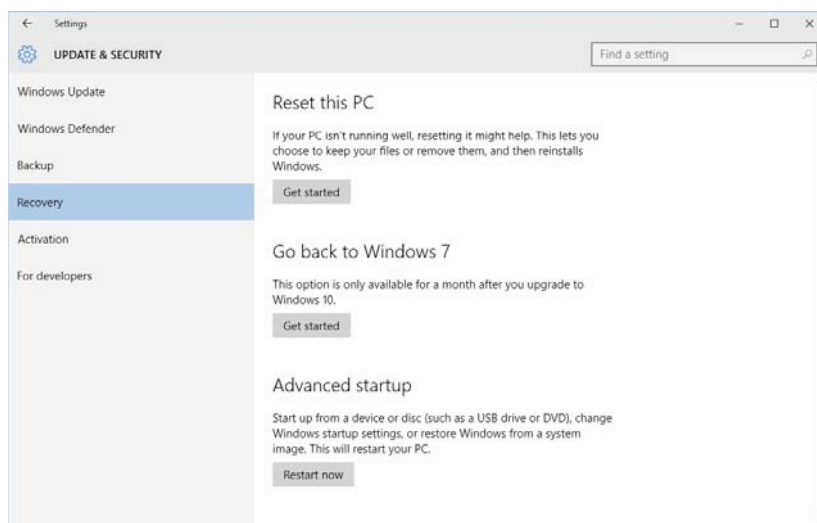 Settings
UPDATE & SECURITY
Find a setting
Windows Update
Windows Defender
Backup
Recovery
Activation
For developers
Reset this PC
If your PC isn't running well, resetting it might help. This lets you
choose to keep your files or remove them, and then reinstalls
Windows.
Get started
Go back to Windows 7
This option is only available for a month after you upgrade to
Windows 10.
Get started
Advanced startup
Start up from a device or disc (such as a USB drive or DVD), change
Windows startup settings, or restore Windows from a system
image. This will restart your PC.
Restart now